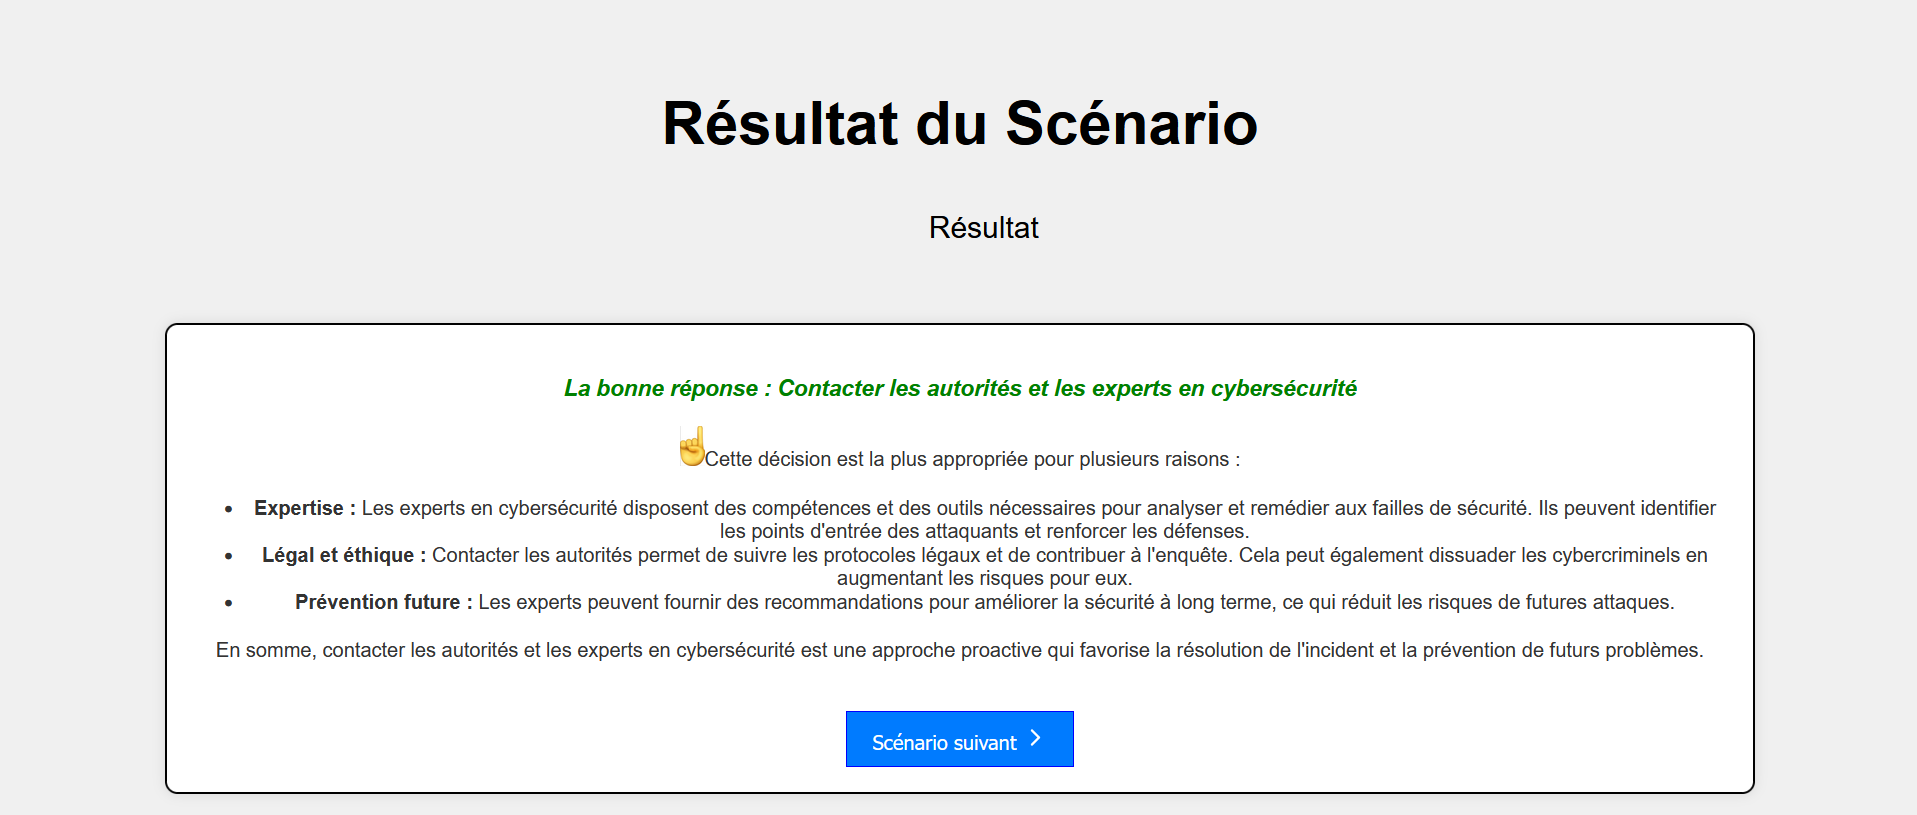 Résultat du Scénario
Résultat
La bonne réponse : Contacter les autorités et les experts en cybersécurité
☝Cette décision est la plus appropriée pour plusieurs raisons :
• Expertise : Les experts en cybersécurité disposent des compétences et des outils nécessaires pour analyser et remédier aux failles de sécurité. Ils peuvent identifier
les points d'entrée des attaquants et renforcer les défenses.
• Légal et éthique : Contacter les autorités permet de suivre les protocoles légaux et de contribuer à l'enquête. Cela peut également dissuader les cybercriminels en
augmentant les risques pour eux.
• Prévention future : Les experts peuvent fournir des recommandations pour améliorer la sécurité à long terme, ce qui réduit les risques de futures attaques.
En somme, contacter les autorités et les experts en cybersécurité est une approche proactive qui favorise la résolution de l'incident et la prévention de futurs problèmes.
Scénario suivant